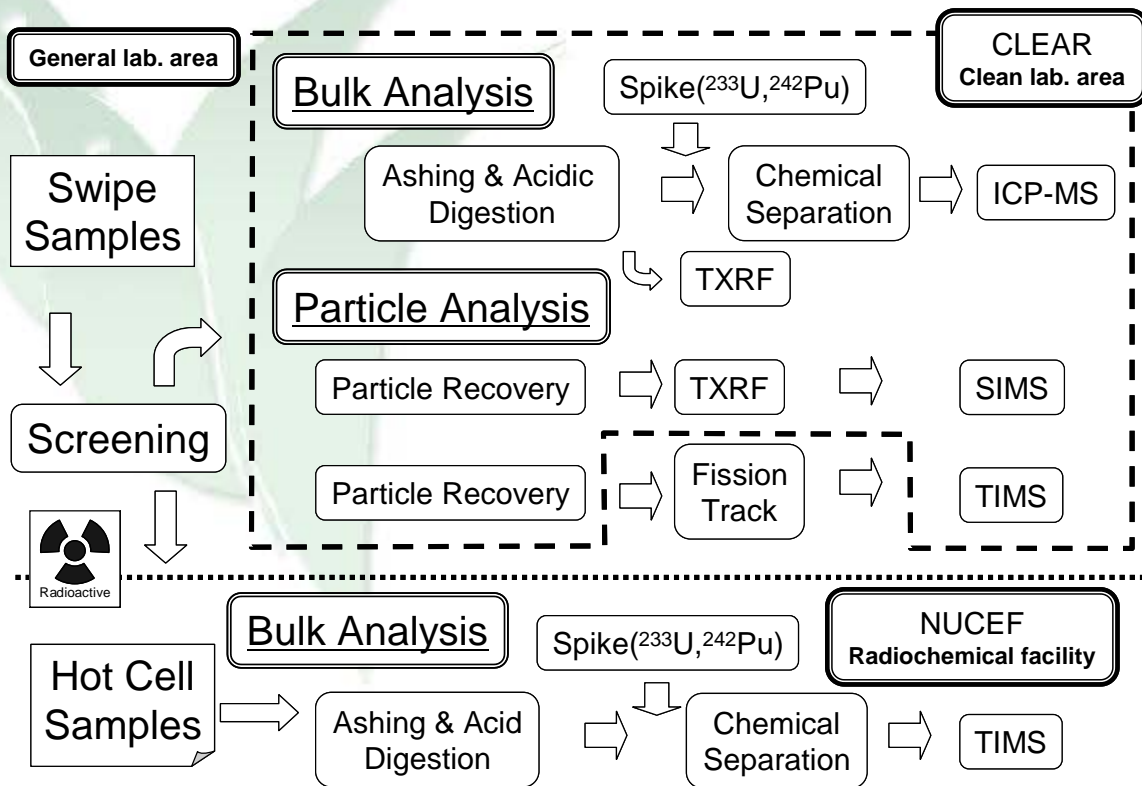 General lab. area
CLEAR
Clean lab. area
Bulk Analysis
Spike(²³³U,²⁴²Pu)
Swipe
Samples
Ashing & Acidic
Digestion
Chemical
Separation
ICP-MS
TXRF
Particle Analysis
Particle Recovery
TXRF
SIMS
Screening
Particle Recovery
Fission
Track
TIMS
Radioactive
Bulk Analysis
Spike(²³³U,²⁴²Pu)
NUCEF
Radiochemical facility
Hot Cell
Samples
Ashing & Acid
Digestion
Chemical
Separation
TIMS